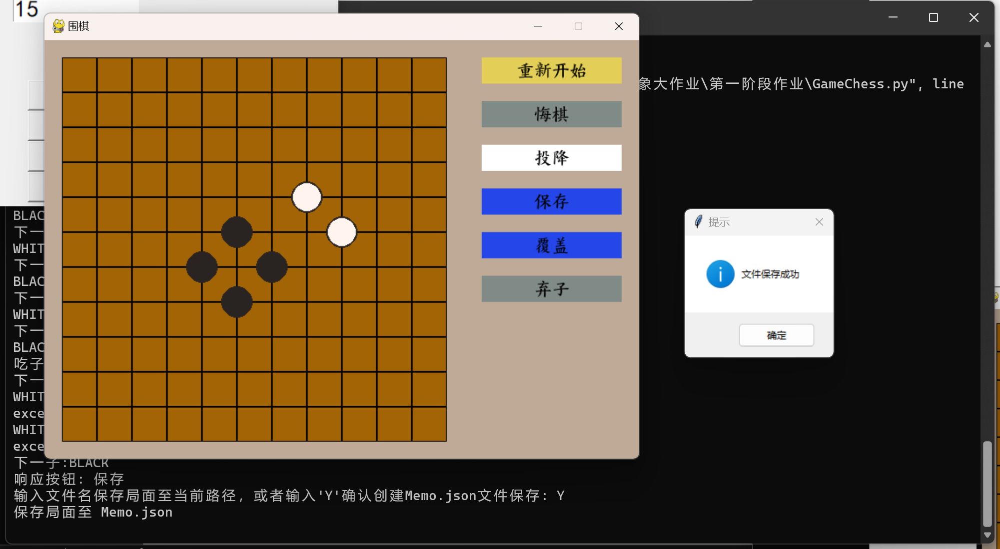 15
围棋
重新开始
悔棋
投降
保存
覆盖
弃子
象大作业\第一阶段作业\GameChess.py", line
提示
文件保存成功
确定
BLAC
下一
WHIT
下一
BLAC
下一
WHIT
下一
BLAC
吃子
下一
WHIT
exce
WHIT
exce
下一子:BLACK
响应按钮: 保存
输入文件名保存局面至当前路径, 或者输入'Y'确认创建Memo.json文件保存: Y
保存局面至 Memo.json